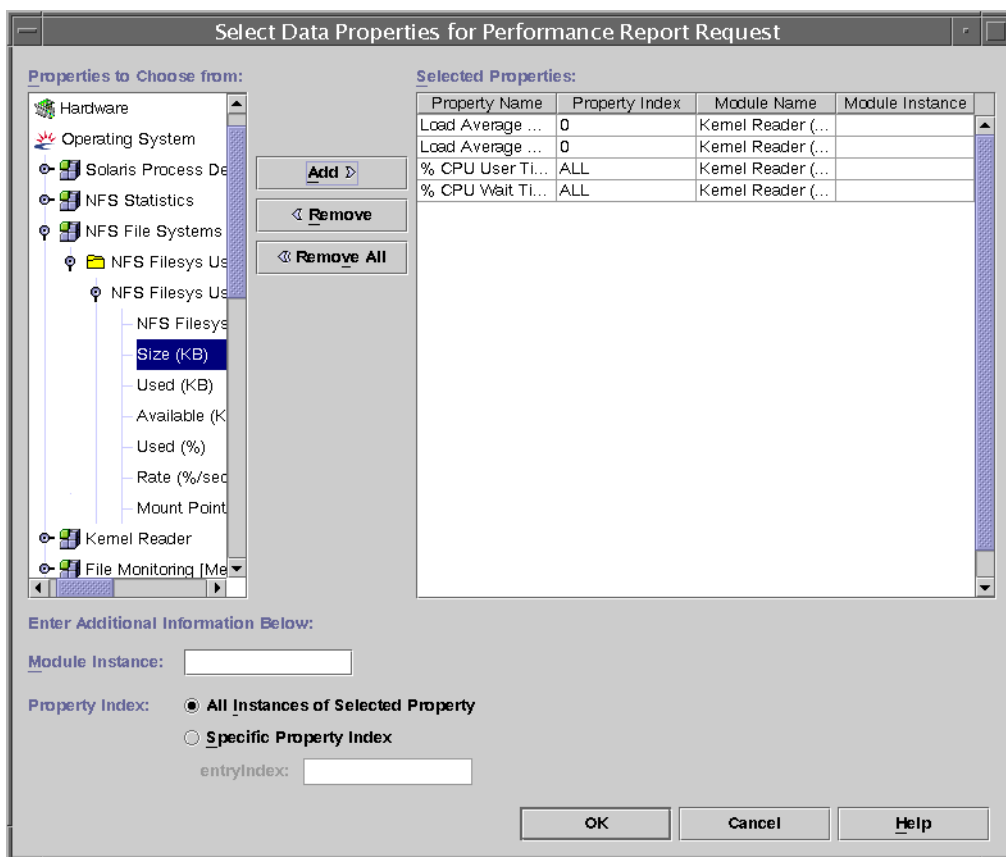 Select Data Properties for Performance Report Request
Properties to Choose from:
Hardware
Operating System
Solaris Process De
NFS Statistics
NFS File Systems
NFS Filesys Us
NFS Filesys Us
NFS Filesys
Size (KB)
Used (KB)
Available (K
Used (%)
Rate (%/sec
Mount Point
Kernel Reader
File Monitoring [Me
Add
Remove
Remove All
Selected Properties:
Property Name Property Index Module Name Module Instance
Load Average ... 0 Kernel Reader (...
Load Average ... 0 Kernel Reader (...
% CPU User Ti... ALL Kernel Reader (...
% CPU Wait Ti... ALL Kernel Reader (...
Enter Additional Information Below:
Module Instance:
Property Index:
All Instances of Selected Property
Specific Property Index
entryIndex:
OK Cancel Help